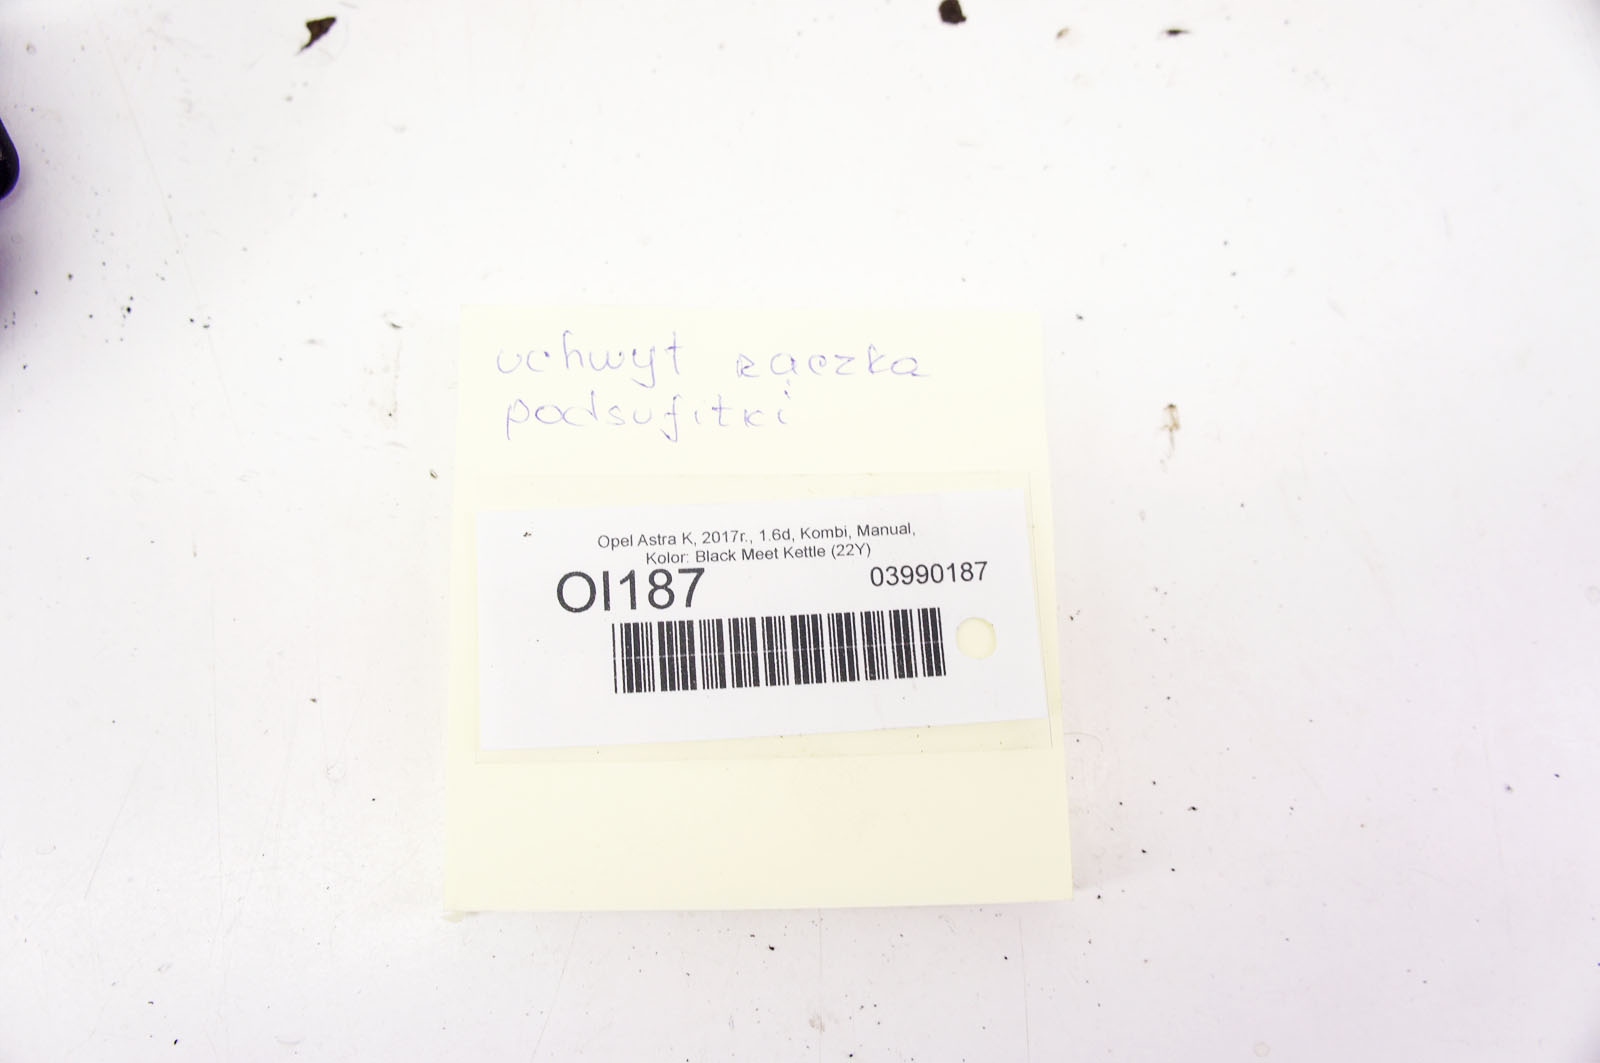 uchwyt rączka
podsufitki
Opel Astra K, 2017r., 1.6d, Kombi, Manual,
Kolor: Black Meet Kettle (22Y)
OI187 03990187